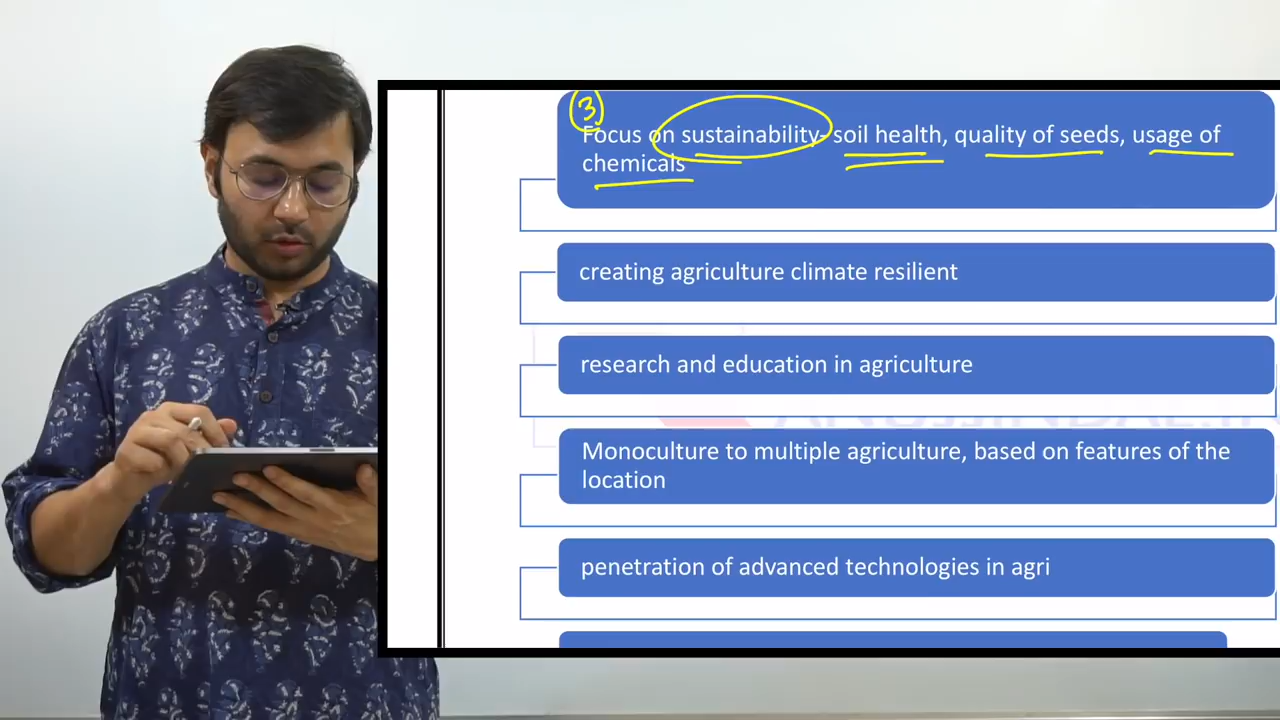 3
Focus on sustainability- soil health, quality of seeds, usage of
chemicals
creating agriculture climate resilient
research and education in agriculture
Monoculture to multiple agriculture, based on features of the
location
penetration of advanced technologies in agri